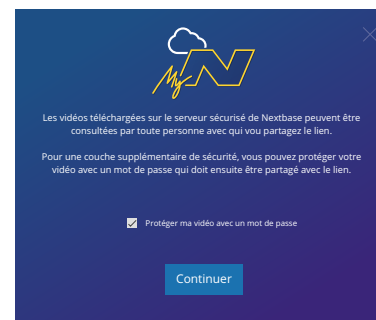 My N
Les vidéos téléchargées sur le serveur sécurisé de Nextbase peuvent être
consultées par toute personne avec qui vou partagez le lien.
Pour une couche supplémentaire de sécurité, vous pouvez protéger votre
vidéo avec un mot de passe qui doit ensuite être partagé avec le lien.
Protéger ma vidéo avec un mot de passe
Continuer